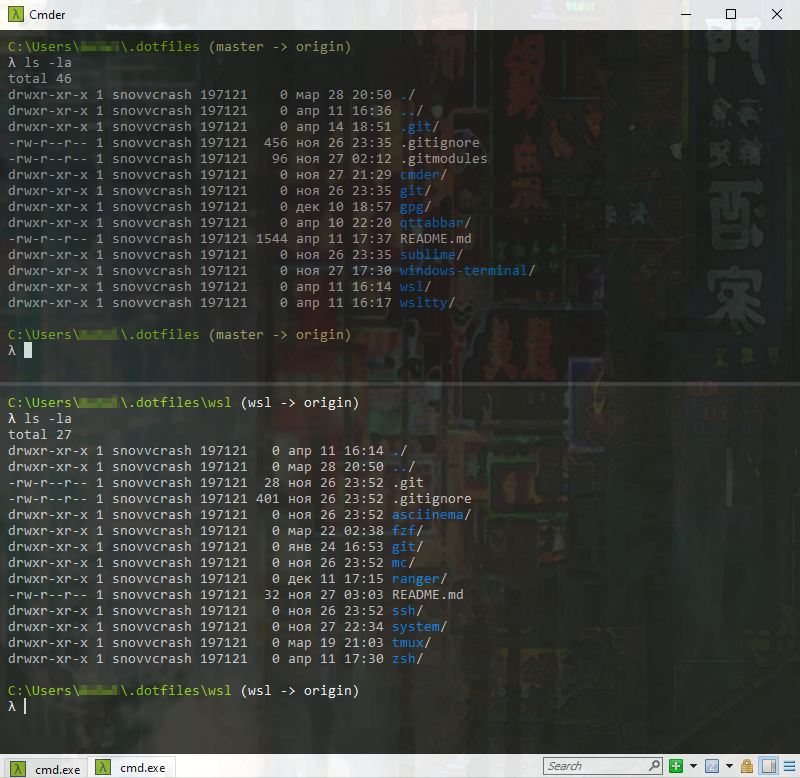 Cmder
C:\Users\ \.dotfiles (master -> origin)
λ ls -la
total 46
drwxr-xr-x 1 snovvcrash 197121 0 мар 28 20:50 ./
drwxr-xr-x 1 snovvcrash 197121 0 апр 11 16:36 ../
drwxr-xr-x 1 snovvcrash 197121 0 апр 14 18:51 .git/
-rw-r--r-- 1 snovvcrash 197121 456 ноя 26 23:35 .gitignore
-rw-r--r-- 1 snovvcrash 197121 96 ноя 27 02:12 .gitmodules
drwxr-xr-x 1 snovvcrash 197121 0 ноя 27 21:29 cmder/
drwxr-xr-x 1 snovvcrash 197121 0 ноя 26 23:35 git/
drwxr-xr-x 1 snovvcrash 197121 0 дек 10 18:57 gpg/
drwxr-xr-x 1 snovvcrash 197121 0 апр 10 22:20 qttabbar/
-rw-r--r-- 1 snovvcrash 197121 1544 апр 11 17:37 README.md
drwxr-xr-x 1 snovvcrash 197121 0 ноя 26 23:35 sublime/
drwxr-xr-x 1 snovvcrash 197121 0 ноя 27 17:30 windows-terminal/
drwxr-xr-x 1 snovvcrash 197121 0 апр 11 16:14 wsl/
drwxr-xr-x 1 snovvcrash 197121 0 апр 11 16:17 wsltty/
C:\Users\ \.dotfiles (master -> origin)
λ
C:\Users\ \.dotfiles\wsl (wsl -> origin)
λ ls -la
total 27
drwxr-xr-x 1 snovvcrash 197121 0 апр 11 16:14 ./
drwxr-xr-x 1 snovvcrash 197121 0 мар 28 20:50 ../
-rw-r--r-- 1 snovvcrash 197121 28 ноя 26 23:52 .git
-rw-r--r-- 1 snovvcrash 197121 401 ноя 26 23:52 .gitignore
drwxr-xr-x 1 snovvcrash 197121 0 ноя 26 23:52 asciinema/
drwxr-xr-x 1 snovvcrash 197121 0 мар 22 02:38 fzf/
drwxr-xr-x 1 snovvcrash 197121 0 янв 24 16:53 git/
drwxr-xr-x 1 snovvcrash 197121 0 ноя 26 23:52 mc/
drwxr-xr-x 1 snovvcrash 197121 0 дек 11 17:15 ranger/
-rw-r--r-- 1 snovvcrash 197121 32 ноя 27 03:03 README.md
drwxr-xr-x 1 snovvcrash 197121 0 ноя 26 23:52 ssh/
drwxr-xr-x 1 snovvcrash 197121 0 ноя 27 22:34 system/
drwxr-xr-x 1 snovvcrash 197121 0 мар 19 21:03 tmux/
drwxr-xr-x 1 snovvcrash 197121 0 апр 11 17:30 zsh/
C:\Users\ \.dotfiles\wsl (wsl -> origin)
λ
cmd.exe cmd.exe Search